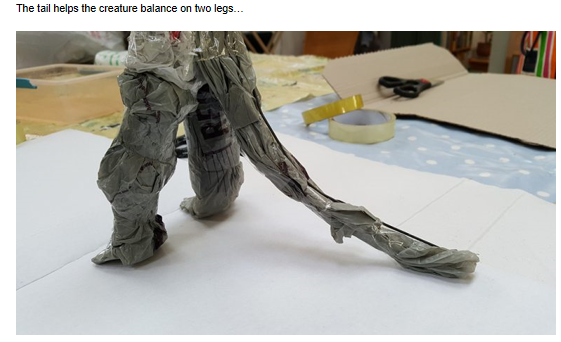 The tail helps the creature balance on two legs…